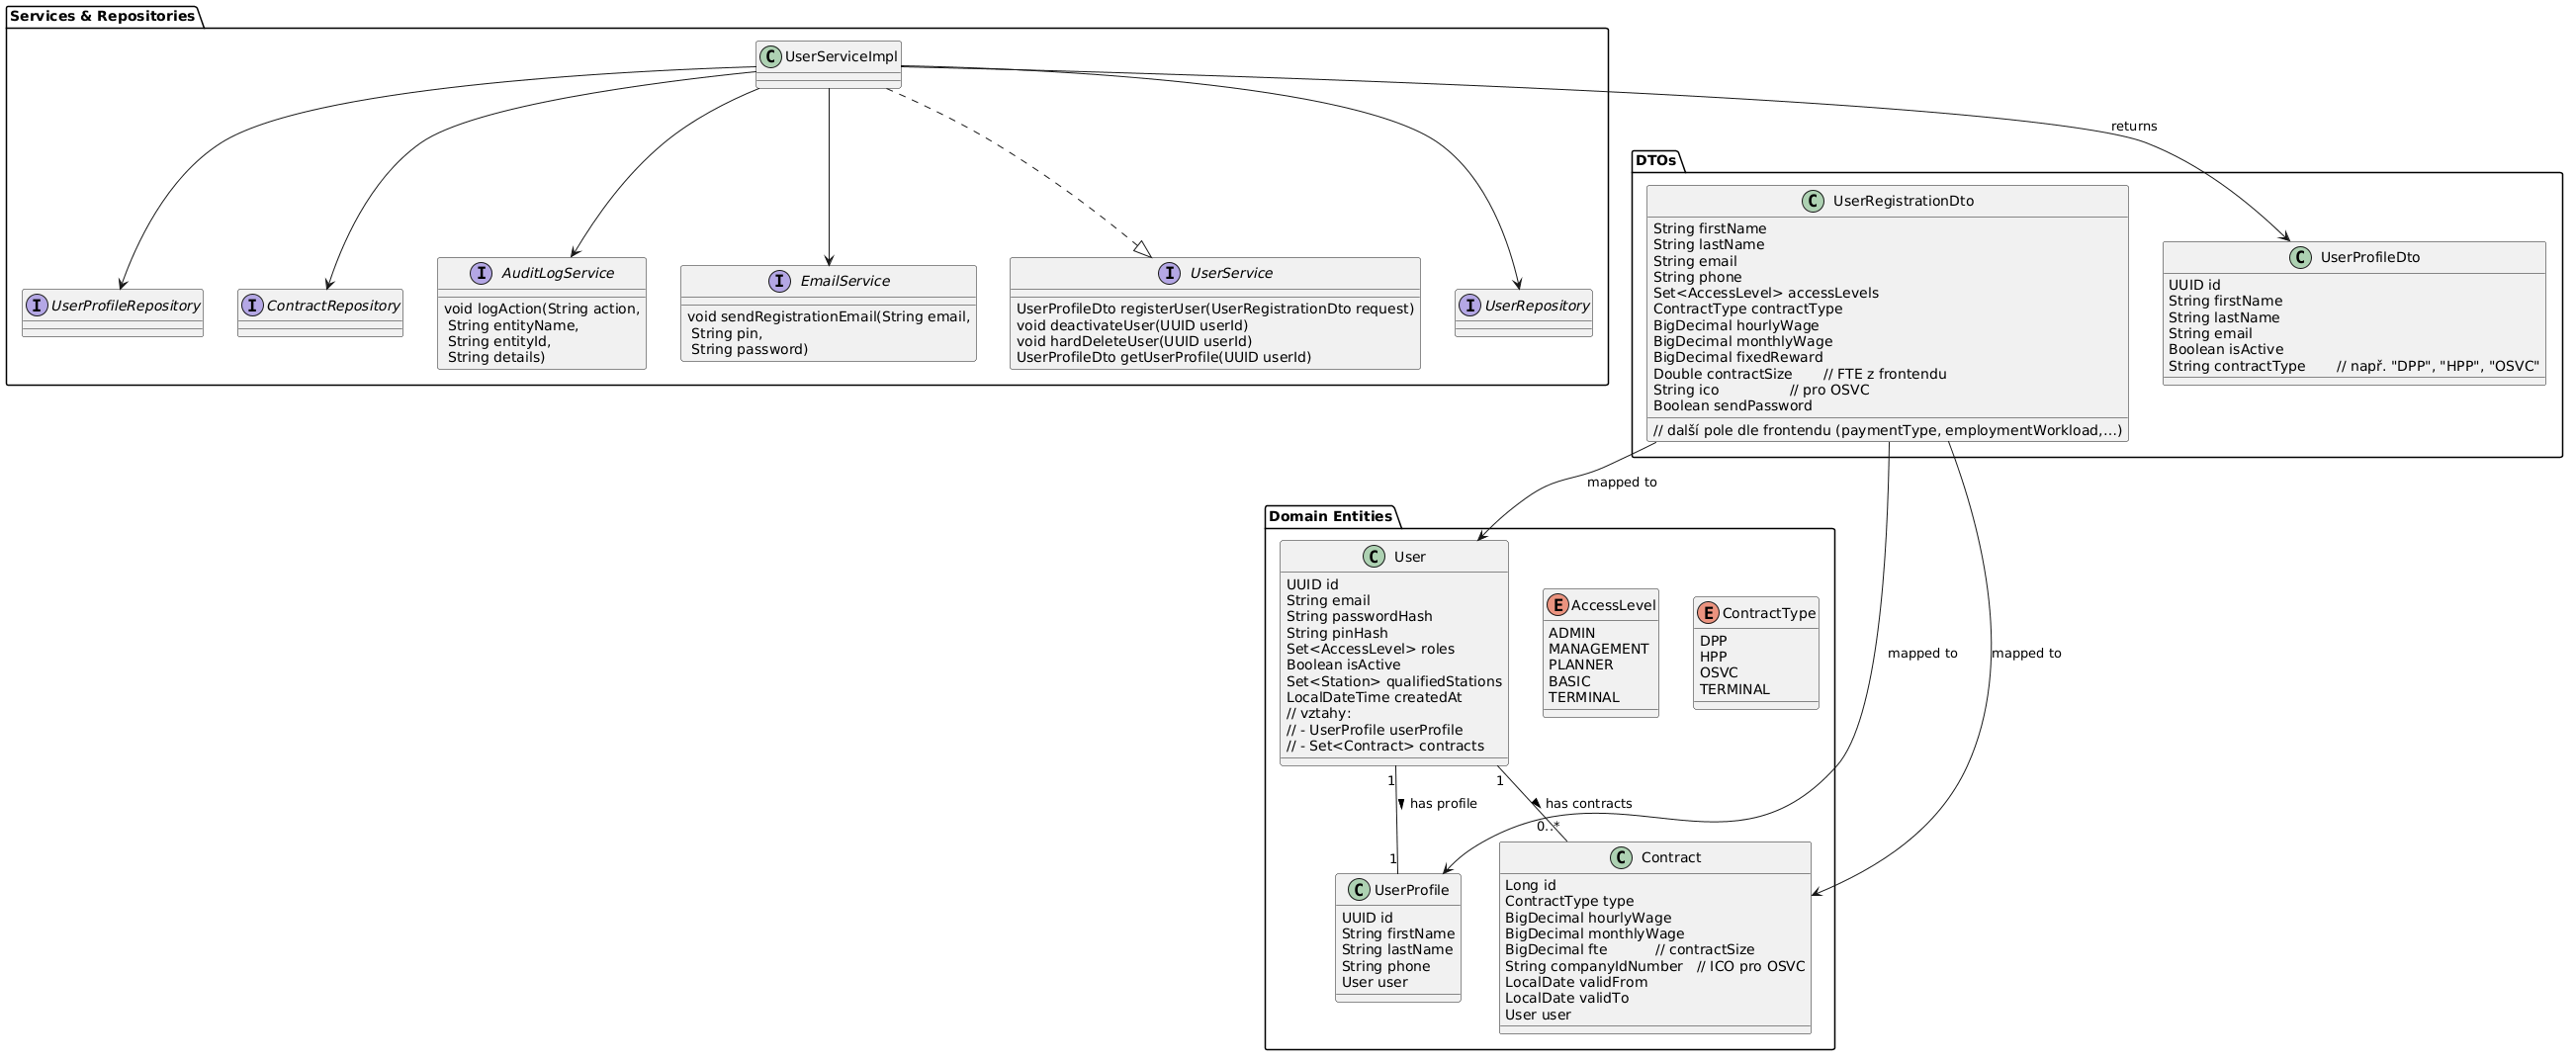 Services & Repositories
UserServiceImpl
returns
UserProfileRepository
ContractRepository
AuditLogService
void logAction(String action,
String entityName,
String entityId,
String details)
EmailService
void sendRegistrationEmail(String email,
String pin,
String password)
UserService
UserProfileDto registerUser(UserRegistrationDto request)
void deactivateUser(UUID userId)
void hardDeleteUser(UUID userId)
UserProfileDto getUserProfile(UUID userId)
UserRepository
DTOs
UserRegistrationDto
String firstName
String lastName
String email
String phone
Set<AccessLevel> accessLevels
ContractType contractType
BigDecimal hourlyWage
BigDecimal monthlyWage
BigDecimal fixedReward
Double contractSize // FTE z frontendu
String ico // pro OSVC
Boolean sendPassword
// další pole dle frontendu (paymentType, employmentWorkload,...)
UserProfileDto
UUID id
String firstName
String lastName
String email
Boolean isActive
String contractType // např. "DPP", "HPP", "OSVC"
mapped to
mapped to
mapped to
Domain Entities
User
UUID id
String email
String passwordHash
String pinHash
Set<AccessLevel> roles
Boolean isActive
Set<Station> qualifiedStations
LocalDateTime createdAt
// vztahy:
// - UserProfile userProfile
// - Set<Contract> contracts
AccessLevel
ADMIN
MANAGEMENT
PLANNER
BASIC
TERMINAL
ContractType
DPP
HPP
OSVC
TERMINAL
1
has profile
1
1
has contracts
0..*
UserProfile
UUID id
String firstName
String lastName
String phone
User user
Contract
Long id
ContractType type
BigDecimal hourlyWage
BigDecimal monthlyWage
BigDecimal fte // contractSize
String companyIdNumber // ICO pro OSVC
LocalDate validFrom
LocalDate validTo
User user